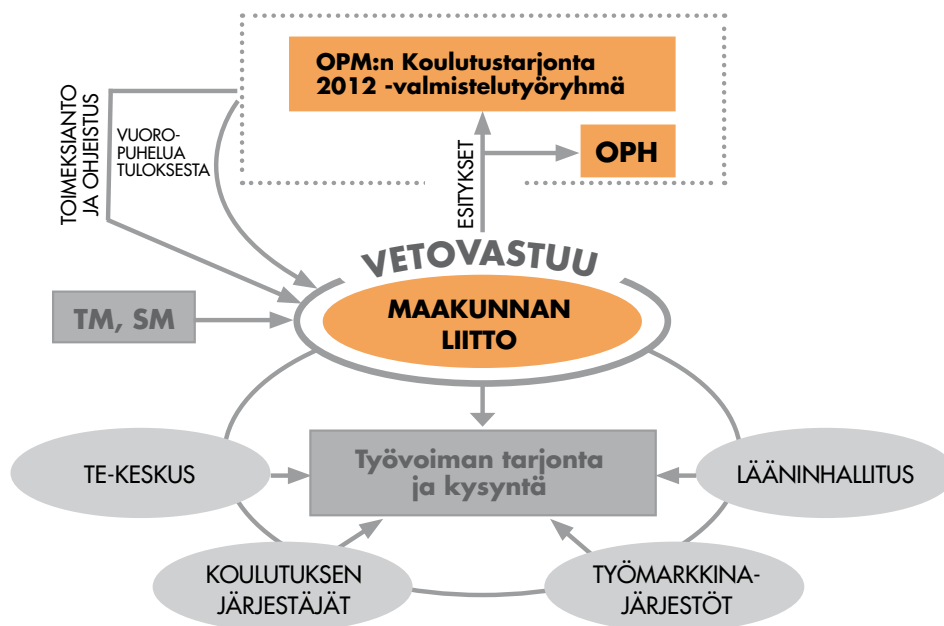 OPM:n Koulutustarjonta
2012 -valmistelutyöryhmä
OPH
TOIMEKSIANTO
JA OHJEISTUS
VUORO-
PUHELUA
TULOKSESTA
ESITYKSET
VETOVASTUU
MAAKUNNAN
LIITTO
TM, SM
TE-KESKUS
Työvoiman tarjonta
ja kysyntä
LÄÄNINHALLITUS
KOULUTUKSEN
JÄRJESTÄJÄT
TYÖMARKKINA-
JÄRJESTÖT